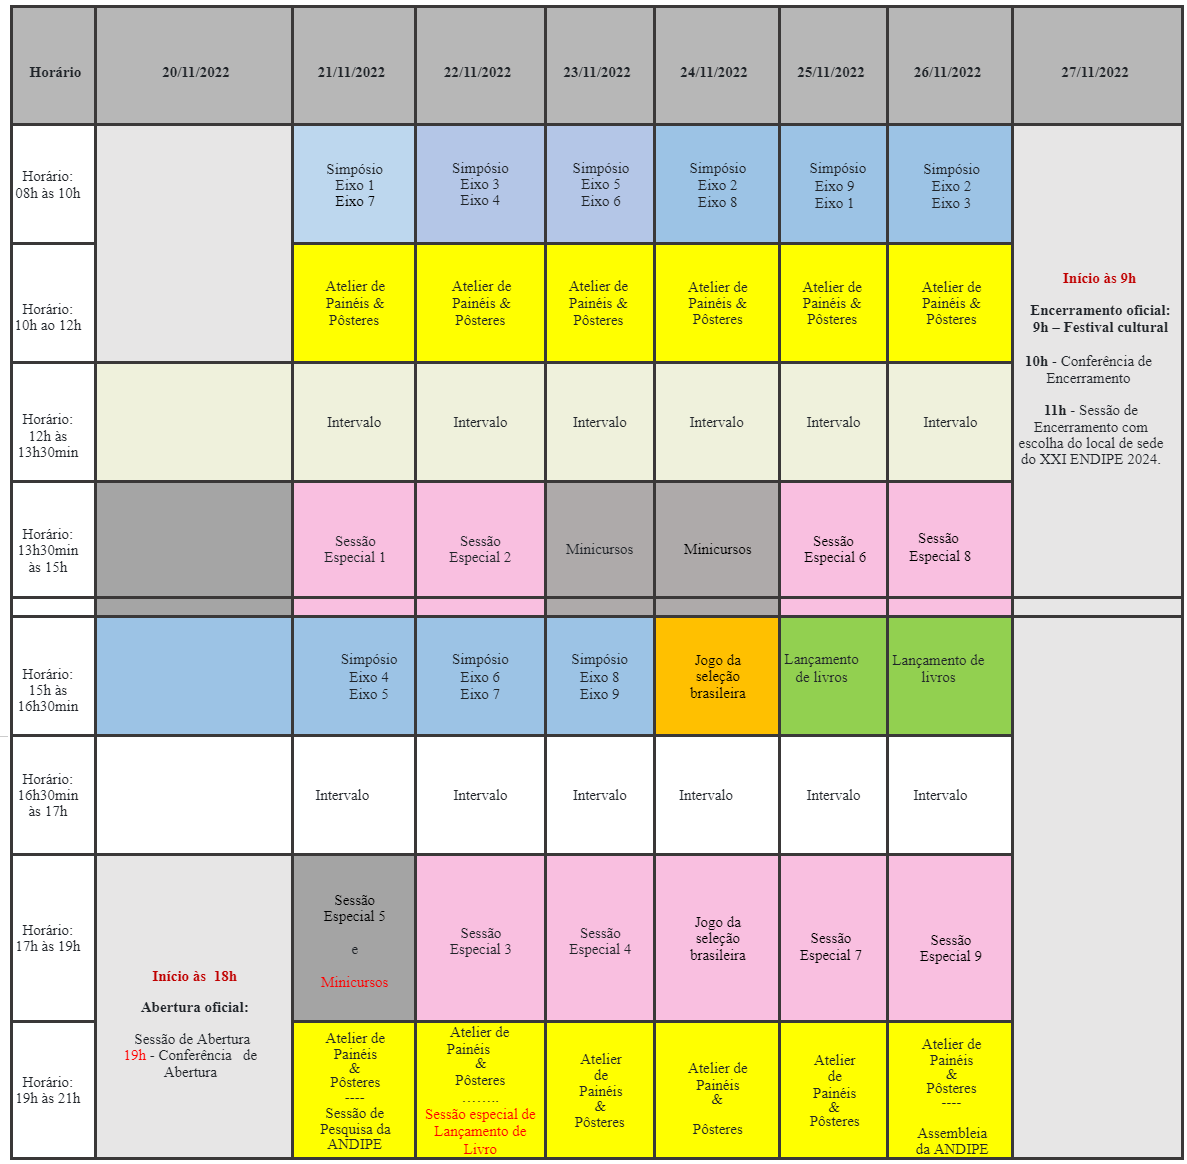 Horário
20/11/2022
21/11/2022
22/11/2022
23/11/2022
24/11/2022
25/11/2022
26/11/2022
27/11/2022
Horário:
08h às 10h
Simpósio
Eixo 1
Eixo 7
Simpósio
Eixo 3
Eixo 4
Simpósio
Eixo 5
Eixo 6
Simpósio
Eixo 2
Eixo 8
Simpósio
Eixo 9
Eixo 1
Simpósio
Eixo 2
Eixo 3
Início às 9h
Encerramento oficial:
9h – Festival cultural
10h - Conferência de
Encerramento
11h - Sessão de
Encerramento com
escolha do local de sede
do XXI ENDIPE 2024.
Horário:
10h ao 12h
Atelier de
Painéis &
Pôsteres
Atelier de
Painéis &
Pôsteres
Atelier de
Painéis &
Pôsteres
Atelier de
Painéis &
Pôsteres
Atelier de
Painéis &
Pôsteres
Atelier de
Painéis &
Pôsteres
Horário:
12h às
13h30min
Intervalo
Intervalo
Intervalo
Intervalo
Intervalo
Intervalo
Horário:
13h30min
às 15h
Sessão
Especial 1
Sessão
Especial 2
Minicursos
Minicursos
Sessão
Especial 6
Sessão
Especial 8
Horário:
15h às
16h30min
Simpósio
Eixo 4
Eixo 5
Simpósio
Eixo 6
Eixo 7
Simpósio
Eixo 8
Eixo 9
Jogo da
seleção
brasileira
Lançamento
de livros
Lançamento de
livros
Horário:
16h30min
às 17h
Intervalo
Intervalo
Intervalo
Intervalo
Intervalo
Intervalo
Horário:
17h às 19h
Início às 18h
Abertura oficial:
Sessão de Abertura
19h - Conferência de
Abertura
Sessão
Especial 5
e
Minicursos
Sessão
Especial 3
Sessão
Especial 4
Jogo da
seleção
brasileira
Sessão
Especial 7
Sessão
Especial 9
Horário:
19h às 21h
Atelier de
Painéis
&
Pôsteres
----
Sessão de
Pesquisa da
ANDIPE
Atelier de
Painéis
&
Pôsteres
........
Sessão especial de
Lançamento de
Livro
Atelier
de
Painéis
&
Pôsteres
Atelier de
Painéis
&
Pôsteres
Atelier
de
Painéis
&
Pôsteres
Atelier de
Painéis
&
Pôsteres
----
Assembleia
da ANDIPE